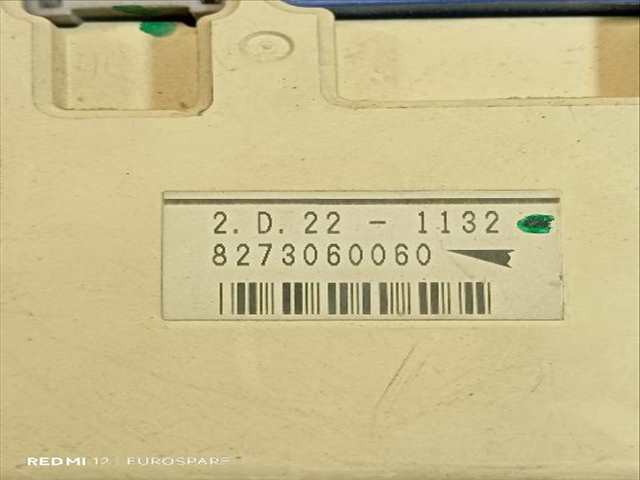 2. D. 22 - 1132
8273060060
REDMI 12 | EUROSPARE